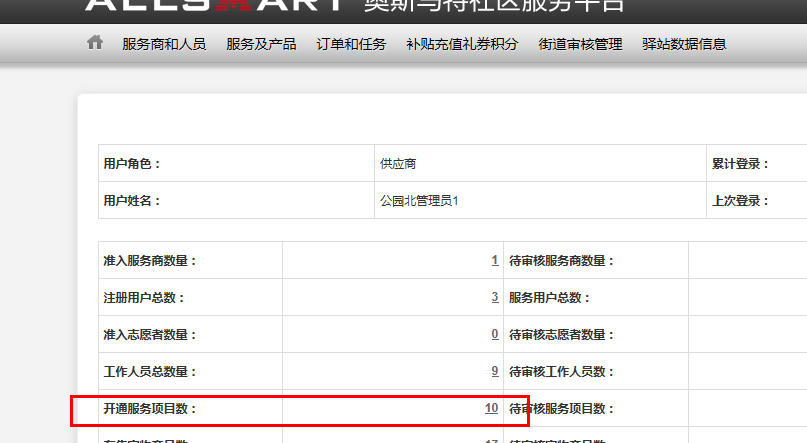 ALLSMART 奥斯马特社区服务平台
服务商和人员 服务及产品 订单和任务 补贴充值礼券积分 街道审核管理 驿站数据信息
用户角色： 供应商 累计登录：
用户姓名： 公园北管理员1 上次登录：
准入服务商数量： 1 待审核服务商数量：
注册用户总数： 3 服务用户总数：
准入志愿者数量： 0 待审核志愿者数量：
工作人员总数量： 9 待审核工作人员数：
开通服务项目数： 10 待审核服务项目数：